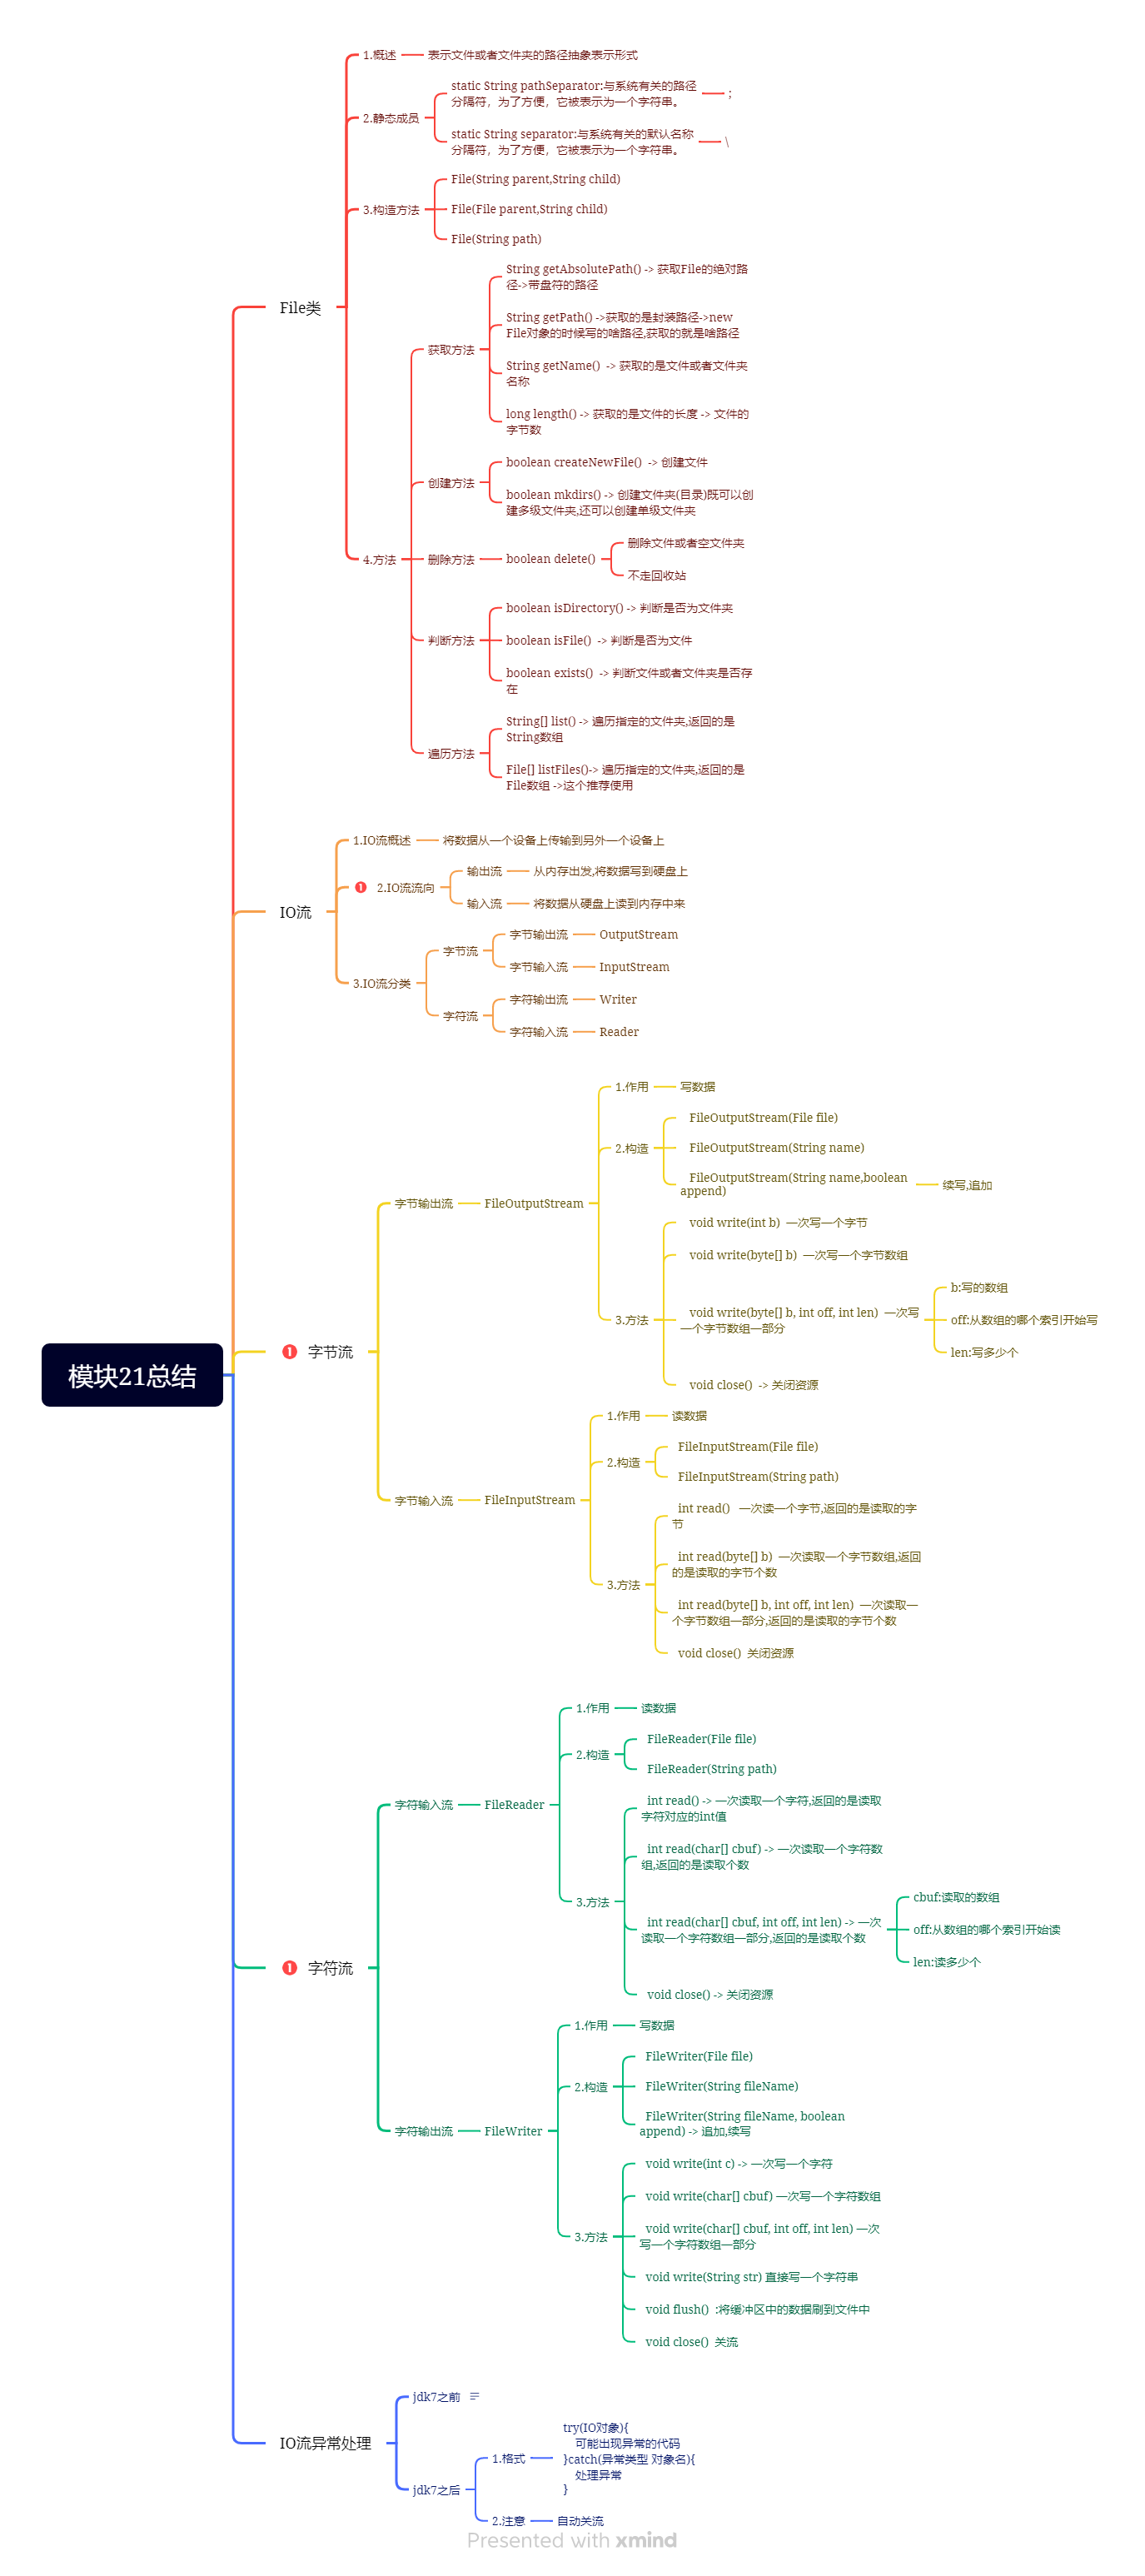 模块21总结
File类
1.概述
表示文件或者文件夹的路径抽象表示形式
2.静态成员
static String pathSeparator:与系统有关的路径
分隔符，为了方便，它被表示为一个字符串。
;
static String separator:与系统有关的默认名称
分隔符，为了方便，它被表示为一个字符串。
\
3.构造方法
File(String parent,String child)
File(File parent,String child)
File(String path)
4.方法
获取方法
String getAbsolutePath() -> 获取File的绝对路
径->带盘符的路径
String getPath() ->获取的是封装路径->new
File对象的时候写的啥路径,获取的就是啥路径
String getName()  -> 获取的是文件或者文件夹
名称
long length() -> 获取的是文件的长度 -> 文件的
字节数
创建方法
boolean createNewFile()  -> 创建文件
boolean mkdirs() -> 创建文件夹(目录)既可以创
建多级文件夹,还可以创建单级文件夹
删除方法
boolean delete()
删除文件或者空文件夹
不走回收站
判断方法
boolean isDirectory() -> 判断是否为文件夹
boolean isFile()  -> 判断是否为文件
boolean exists()  -> 判断文件或者文件夹是否存
在
遍历方法
String[] list() -> 遍历指定的文件夹,返回的是
String数组
File[] listFiles()-> 遍历指定的文件夹,返回的是
File数组 ->这个推荐使用
IO流
1.IO流概述
将数据从一个设备上传输到另外一个设备上
1 2.IO流流向
输出流
从内存出发,将数据写到硬盘上
输入流
将数据从硬盘上读到内存中来
3.IO流分类
字节流
字节输出流
OutputStream
字节输入流
InputStream
字符流
字符输出流
Writer
字符输入流
Reader
1 字节流
字节输出流
FileOutputStream
1.作用
写数据
2.构造
FileOutputStream(File file)
FileOutputStream(String name)
FileOutputStream(String name,boolean
append)
续写,追加
3.方法
void write(int b)  一次写一个字节
void write(byte[] b)  一次写一个字节数组
void write(byte[] b, int off, int len)  一次写
一个字节数组一部分
b:写的数组
off:从数组的哪个索引开始写
len:写多少个
void close()  -> 关闭资源
字节输入流
FileInputStream
1.作用
读数据
2.构造
FileInputStream(File file)
FileInputStream(String path)
3.方法
int read()   一次读一个字节,返回的是读取的字
节
int read(byte[] b)  一次读取一个字节数组,返回
的是读取的字节个数
int read(byte[] b, int off, int len)  一次读取一
个字节数组一部分,返回的是读取的字节个数
void close()  关闭资源
1 字符流
字符输入流
FileReader
1.作用
读数据
2.构造
FileReader(File file)
FileReader(String path)
3.方法
int read() -> 一次读取一个字符,返回的是读取
字符对应的int值
int read(char[] cbuf) -> 一次读取一个字符数
组,返回的是读取个数
int read(char[] cbuf, int off, int len) -> 一次
读取一个字符数组一部分,返回的是读取个数
cbuf:读取的数组
off:从数组的哪个索引开始读
len:读多少个
void close() -> 关闭资源
字符输出流
FileWriter
1.作用
写数据
2.构造
FileWriter(File file)
FileWriter(String fileName)
FileWriter(String fileName, boolean
append) -> 追加,续写
3.方法
void write(int c) -> 一次写一个字符
void write(char[] cbuf) 一次写一个字符数组
void write(char[] cbuf, int off, int len) 一次
写一个字符数组一部分
void write(String str) 直接写一个字符串
void flush()  :将缓冲区中的数据刷到文件中
void close()  关流
IO流异常处理
jdk7之前
jdk7之后
1.格式
try(IO对象){
可能出现异常的代码
}catch(异常类型 对象名){
处理异常
}
2.注意
自动关流
Presented with xmind